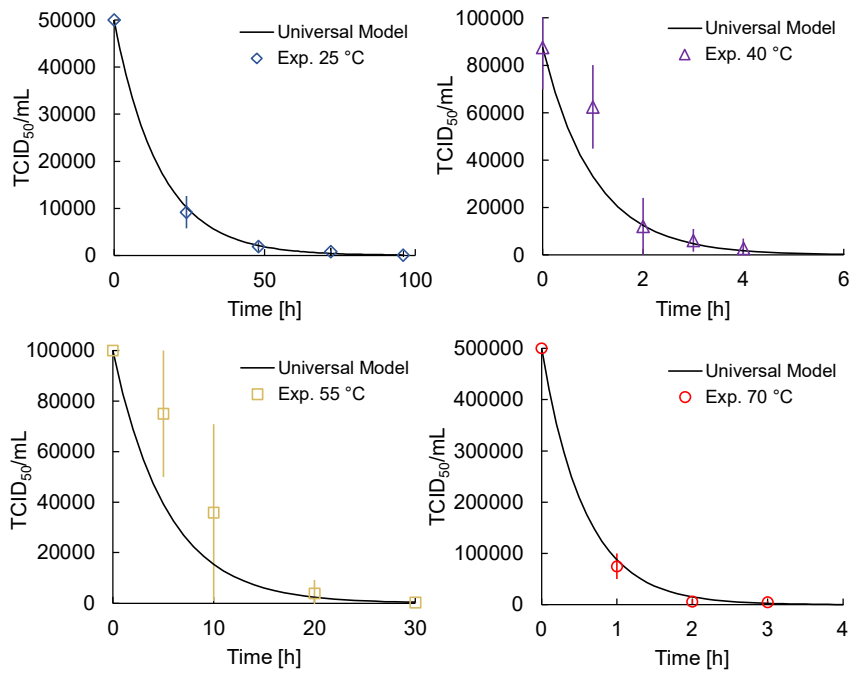 50000
40000
30000
20000
10000
0
TCID50/mL
Universal Model
Exp. 25 °C
0 50 100
Time [h]
100000
80000
60000
40000
20000
0
TCID50/mL
Universal Model
Exp. 40 °C
0 2 4 6
Time [h]
100000
80000
60000
40000
20000
0
TCID50/mL
Universal Model
Exp. 55 °C
0 10 20 30
Time [h]
500000
400000
300000
200000
100000
0
TCID50/mL
Universal Model
Exp. 70 °C
0 1 2 3 4
Time [h]